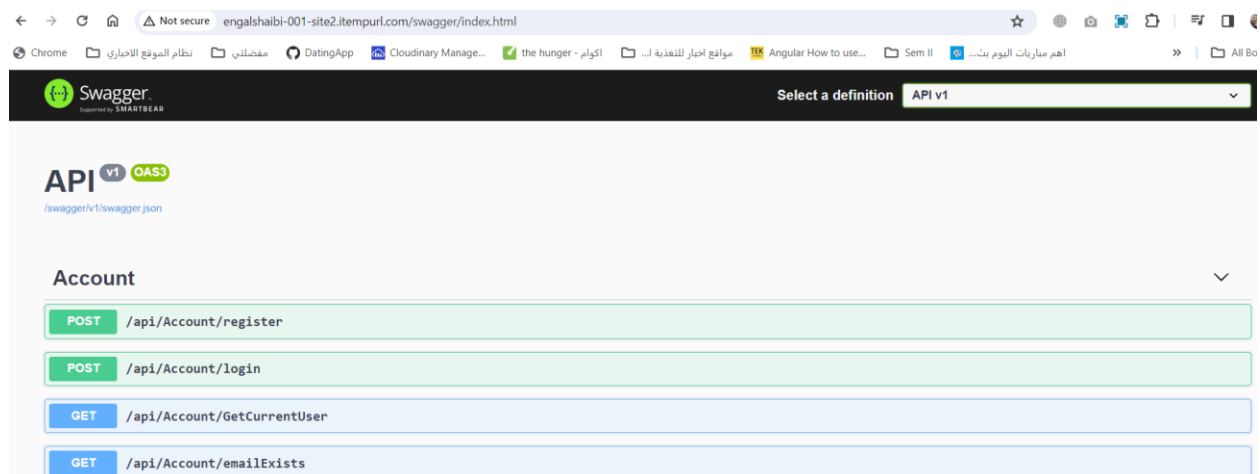 Not secure engalshaibi-001-site2.itempurl.com/swagger/index.html
Chrome نظام الموقع الاخباري مفضلتي DatingApp Cloudinary Manage... the hunger - اكوام مواقع اخبار للتغذية ا... TEK Angular How to use... Sem II اهم مباريات اليوم بث... » All Bo
Swagger.
Supported by SMARTBEAR
Select a definition API v1
API v1 OAS3
/swagger/v1/swagger.json
Account
POST /api/Account/register
POST /api/Account/login
GET /api/Account/GetCurrentUser
GET /api/Account/emailExists